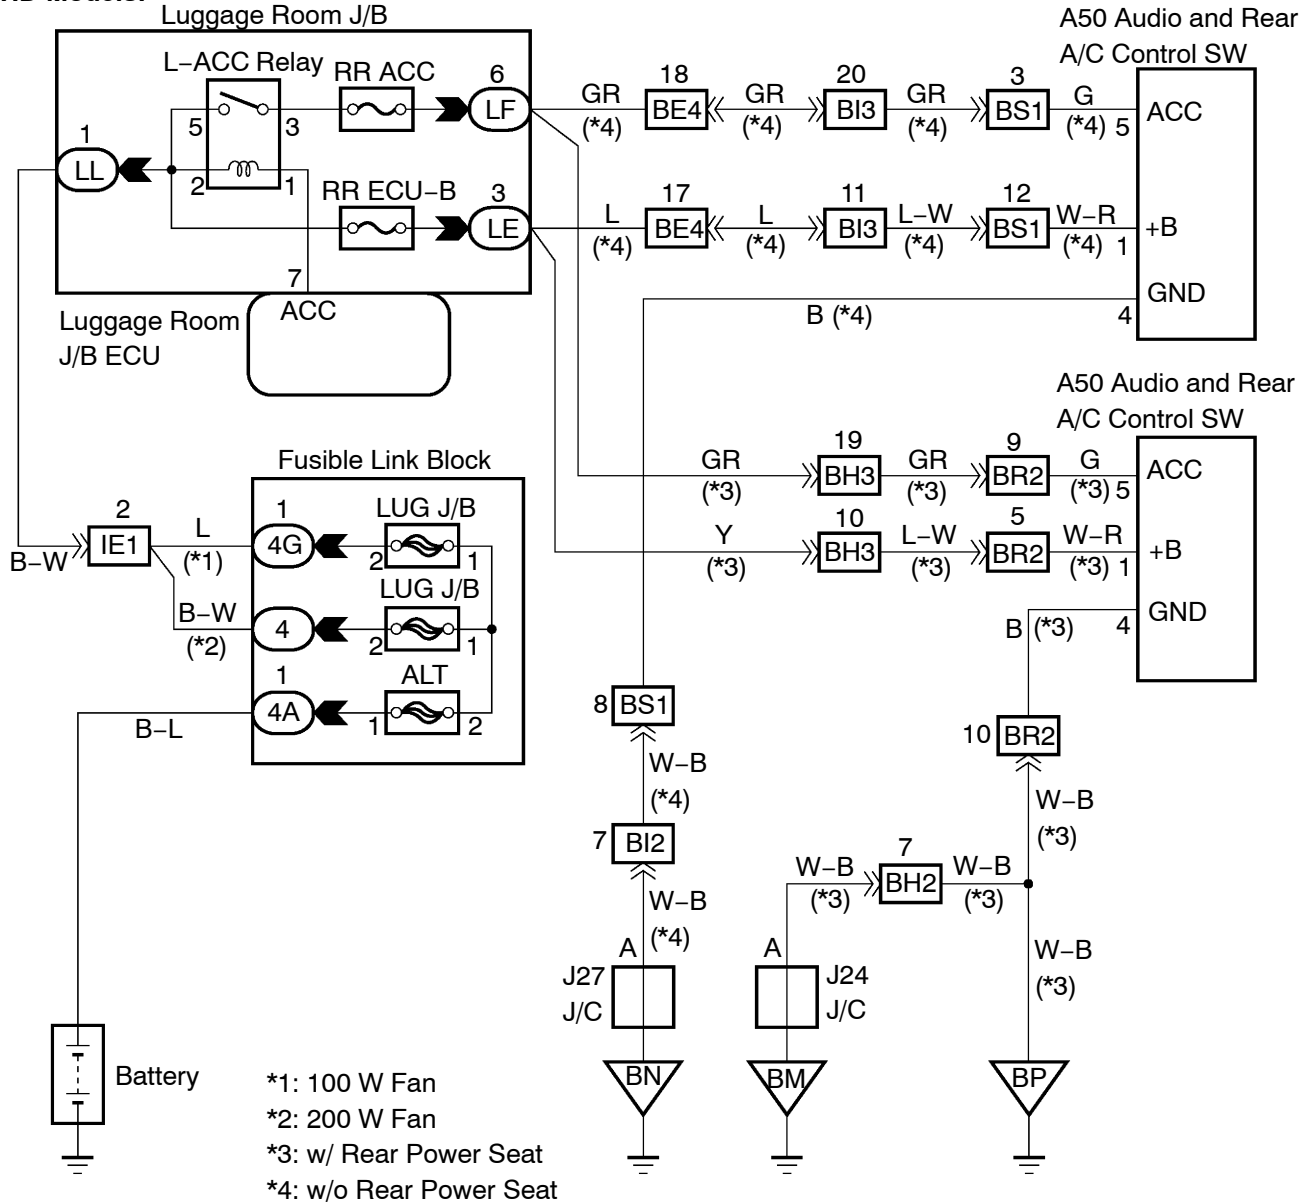 Luggage Room J/B
A50 Audio and Rear
A/C Control SW
L−ACC Relay
RR ACC
6
LF
5
3
1
LL
2
1
RR ECU−B
3
LE
7
ACC
Luggage Room
J/B ECU
GR
(*4)
18
BE4
GR
(*4)
20
BI3
GR
(*4)
3
BS1
G
(*4)
5
ACC
L
(*4)
17
BE4
L
(*4)
11
BI3
L−W
(*4)
12
BS1
W−R
(*4)
1
+B
GND
4
B (*4)
A50 Audio and Rear
A/C Control SW
GR
(*3)
19
BH3
GR
(*3)
9
BR2
G
(*3)
5
ACC
Y
(*3)
10
BH3
L−W
(*3)
5
BR2
W−R
(*3)
1
+B
GND
4
B (*3)
Fusible Link Block
2
IE1
B−W
L
(*1)
1
4G
LUG J/B
2
1
B−W
(*2)
4
LUG J/B
2
1
1
4A
ALT
1
2
B−L
8
BS1
W−B
(*4)
7
BI2
W−B
(*4)
A
J27
J/C
BN
10
BR2
W−B
(*3)
W−B
(*3)
7
BH2
W−B
(*3)
W−B
(*3)
A
J24
J/C
BM
BP
Battery
*1: 100 W Fan
*2: 200 W Fan
*3: w/ Rear Power Seat
*4: w/o Rear Power Seat